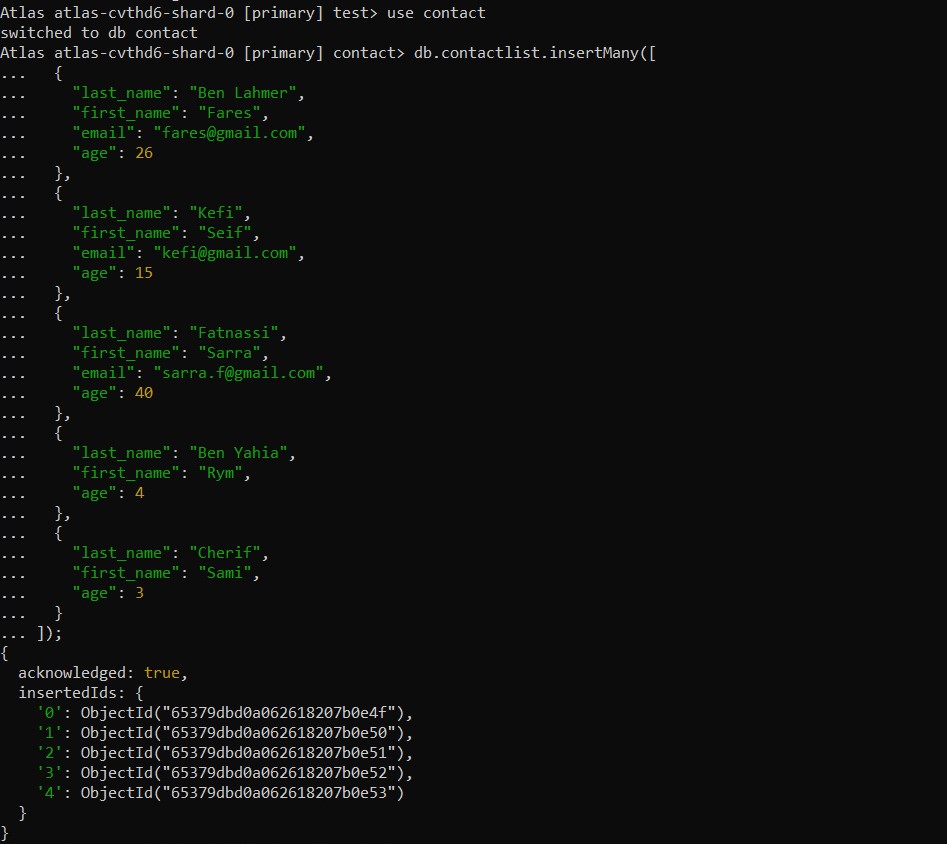 Atlas atlas-cvthd6-shard-0 [primary] test> use contact
switched to db contact
Atlas atlas-cvthd6-shard-0 [primary] contact> db.contactlist.insertMany([
...   {
...     "last_name": "Ben Lahmer",
...     "first_name": "Fares",
...     "email": "fares@gmail.com",
...     "age": 26
...   },
...   {
...     "last_name": "Kefi",
...     "first_name": "Seif",
...     "email": "kefi@gmail.com",
...     "age": 15
...   },
...   {
...     "last_name": "Fatnassi",
...     "first_name": "Sarra",
...     "email": "sarra.f@gmail.com",
...     "age": 40
...   },
...   {
...     "last_name": "Ben Yahia",
...     "first_name": "Rym",
...     "age": 4
...   },
...   {
...     "last_name": "Cherif",
...     "first_name": "Sami",
...     "age": 3
...   }
... ]);
{
  acknowledged: true,
  insertedIds: {
    '0': ObjectId("65379dbd0a062618207b0e4f"),
    '1': ObjectId("65379dbd0a062618207b0e50"),
    '2': ObjectId("65379dbd0a062618207b0e51"),
    '3': ObjectId("65379dbd0a062618207b0e52"),
    '4': ObjectId("65379dbd0a062618207b0e53")
  }
}